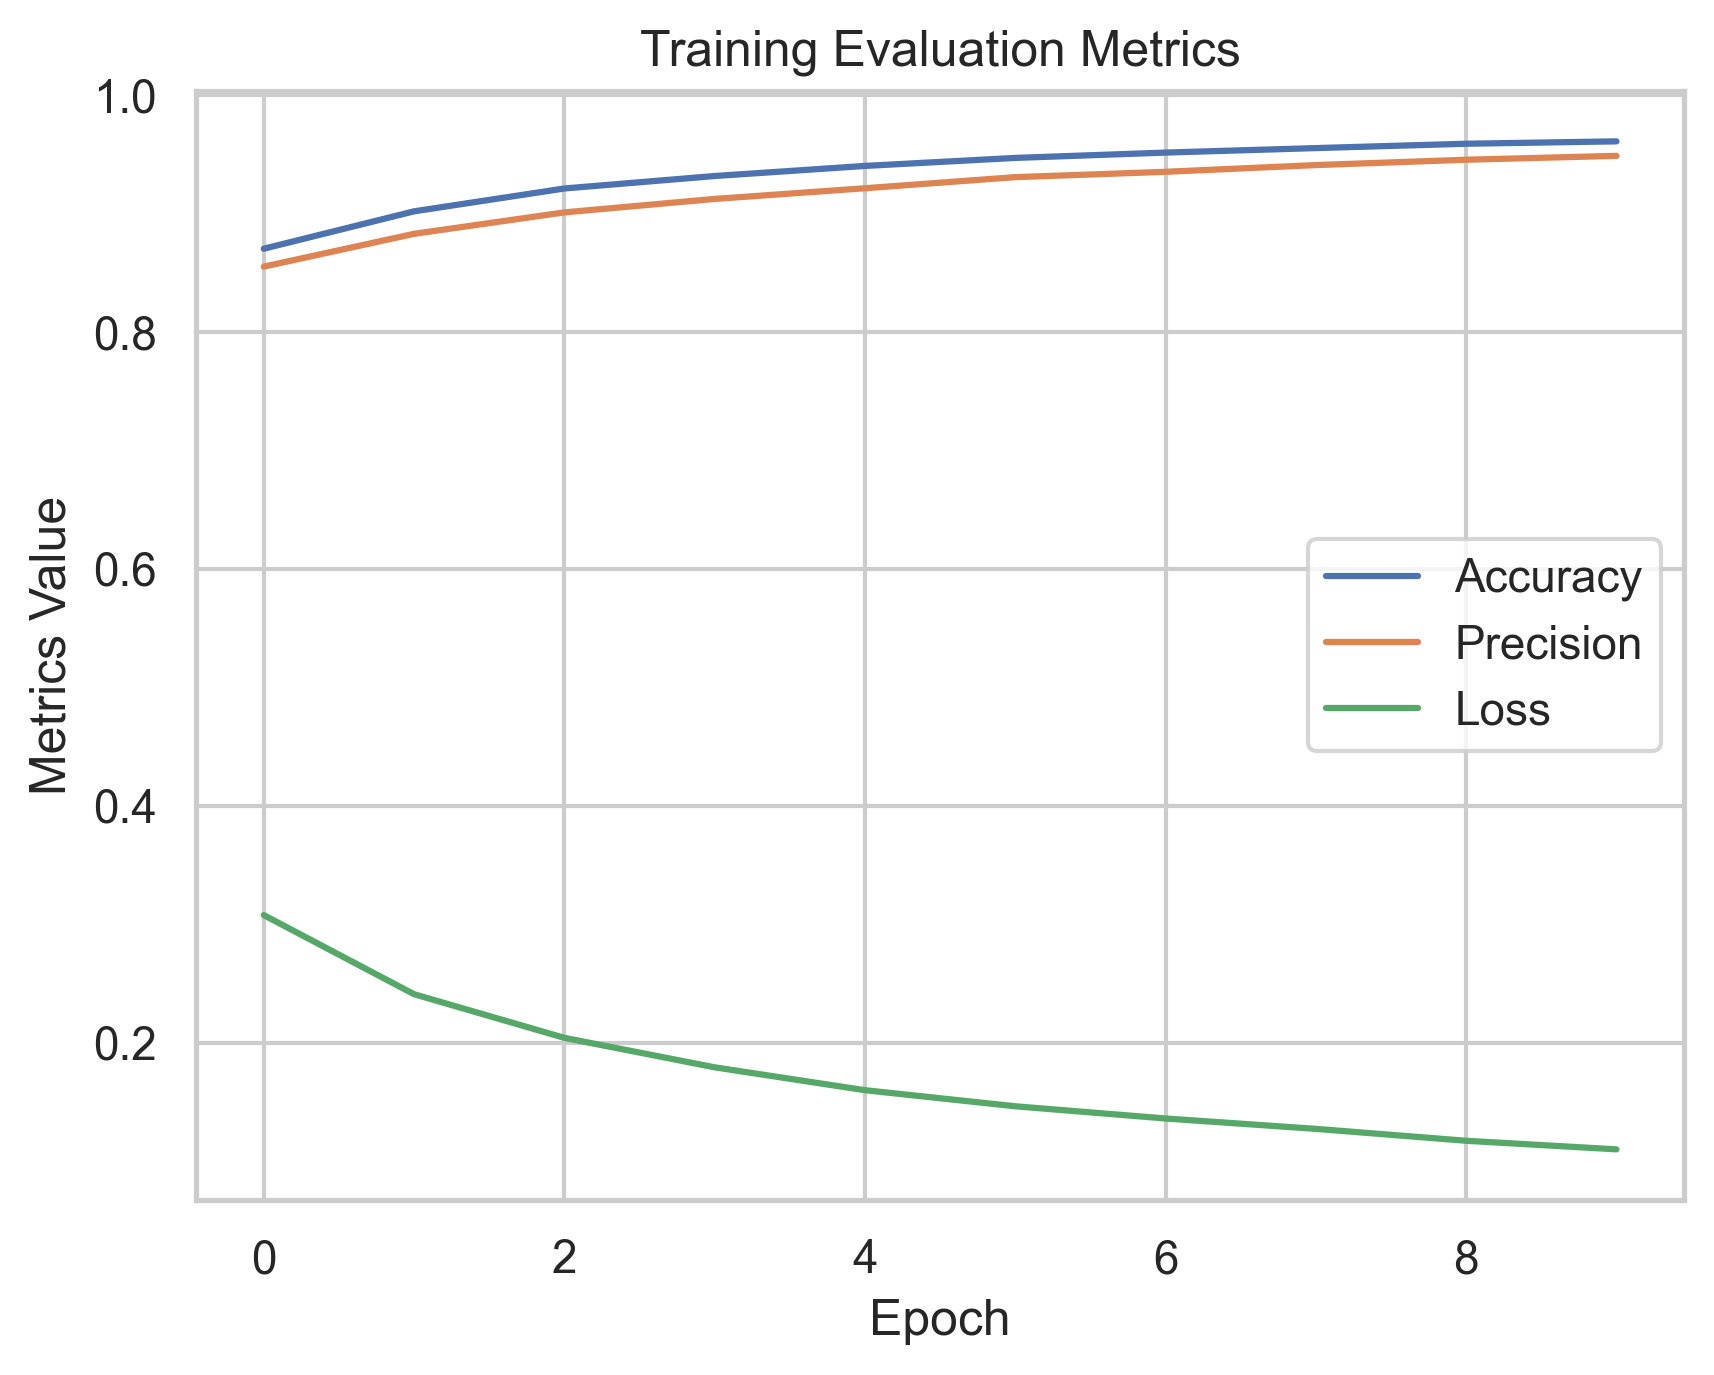 Training Evaluation Metrics
1.0
0.8
0.6
0.4
0.2
Metrics Value
Accuracy
Precision
Loss
0 2 4 6 8
Epoch